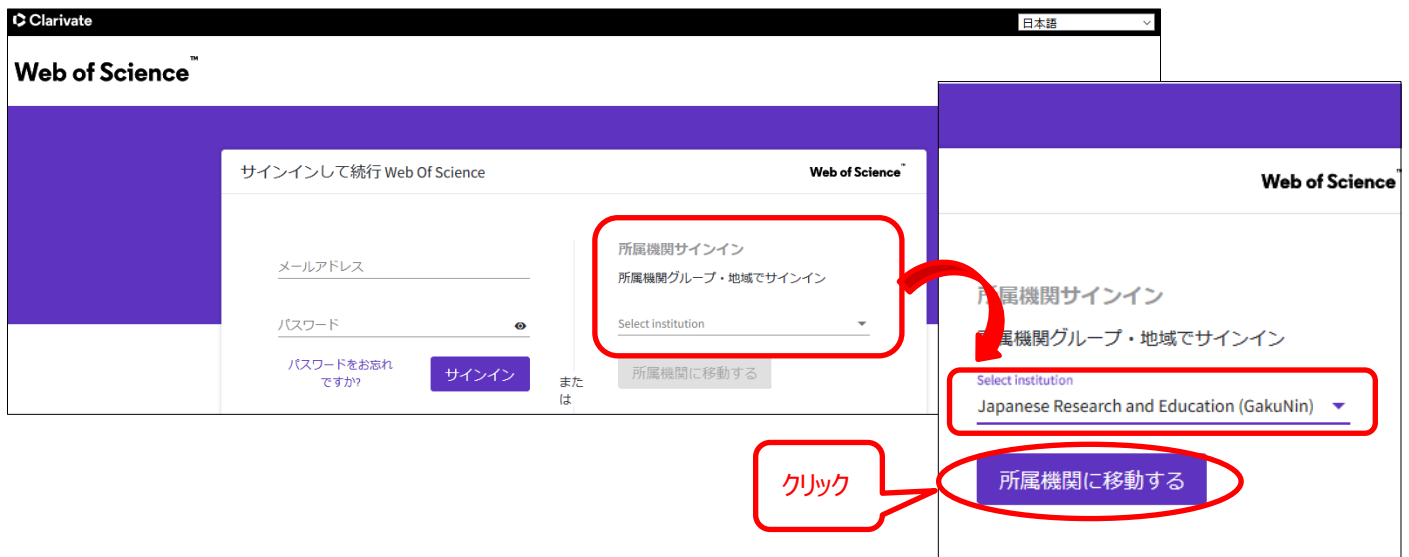 Clarivate
日本語
Web of Science™
サインインして続行 Web Of Science
Web of Science™
メールアドレス
パスワード
パスワードをお忘れ
ですか?
サインイン
また
は
所属機関サインイン
所属機関グループ・地域でサインイン
Select institution
所属機関に移動する
Web of Science™
所属機関サインイン
属機関グループ・地域でサインイン
Select institution
Japanese Research and Education (GakuNin)
所属機関に移動する
クリック